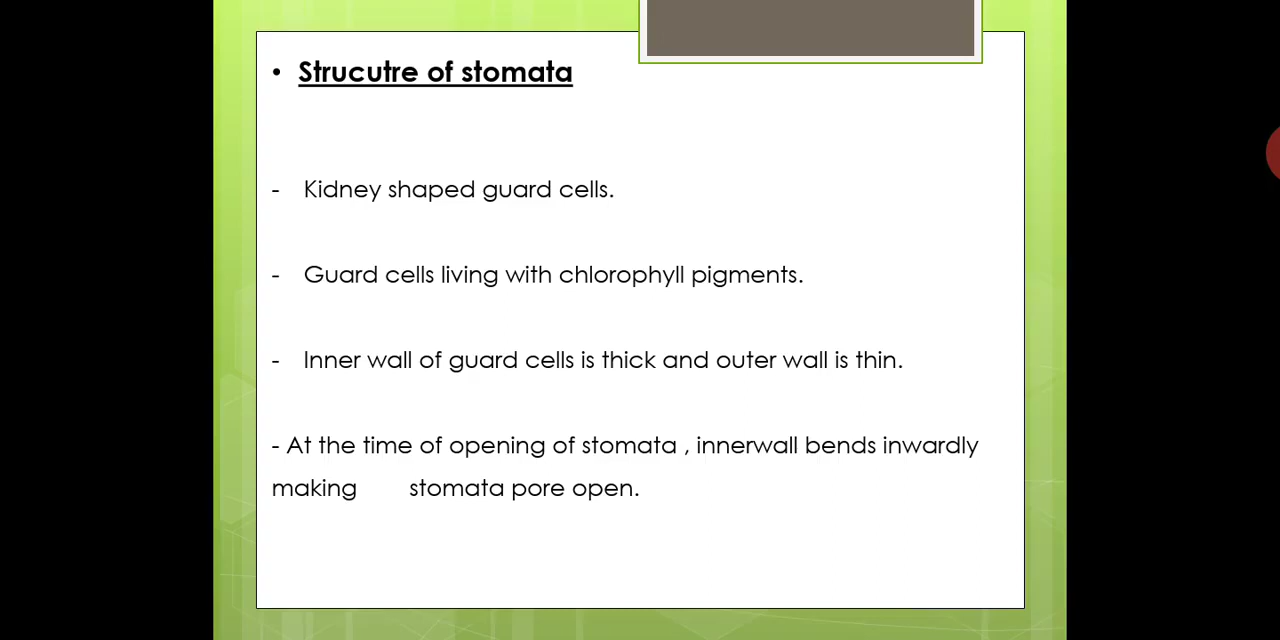 • Strucutre of stomata
- Kidney shaped guard cells.
- Guard cells living with chlorophyll pigments.
- Inner wall of guard cells is thick and outer wall is thin.
- At the time of opening of stomata , innerwall bends inwardly
making stomata pore open.